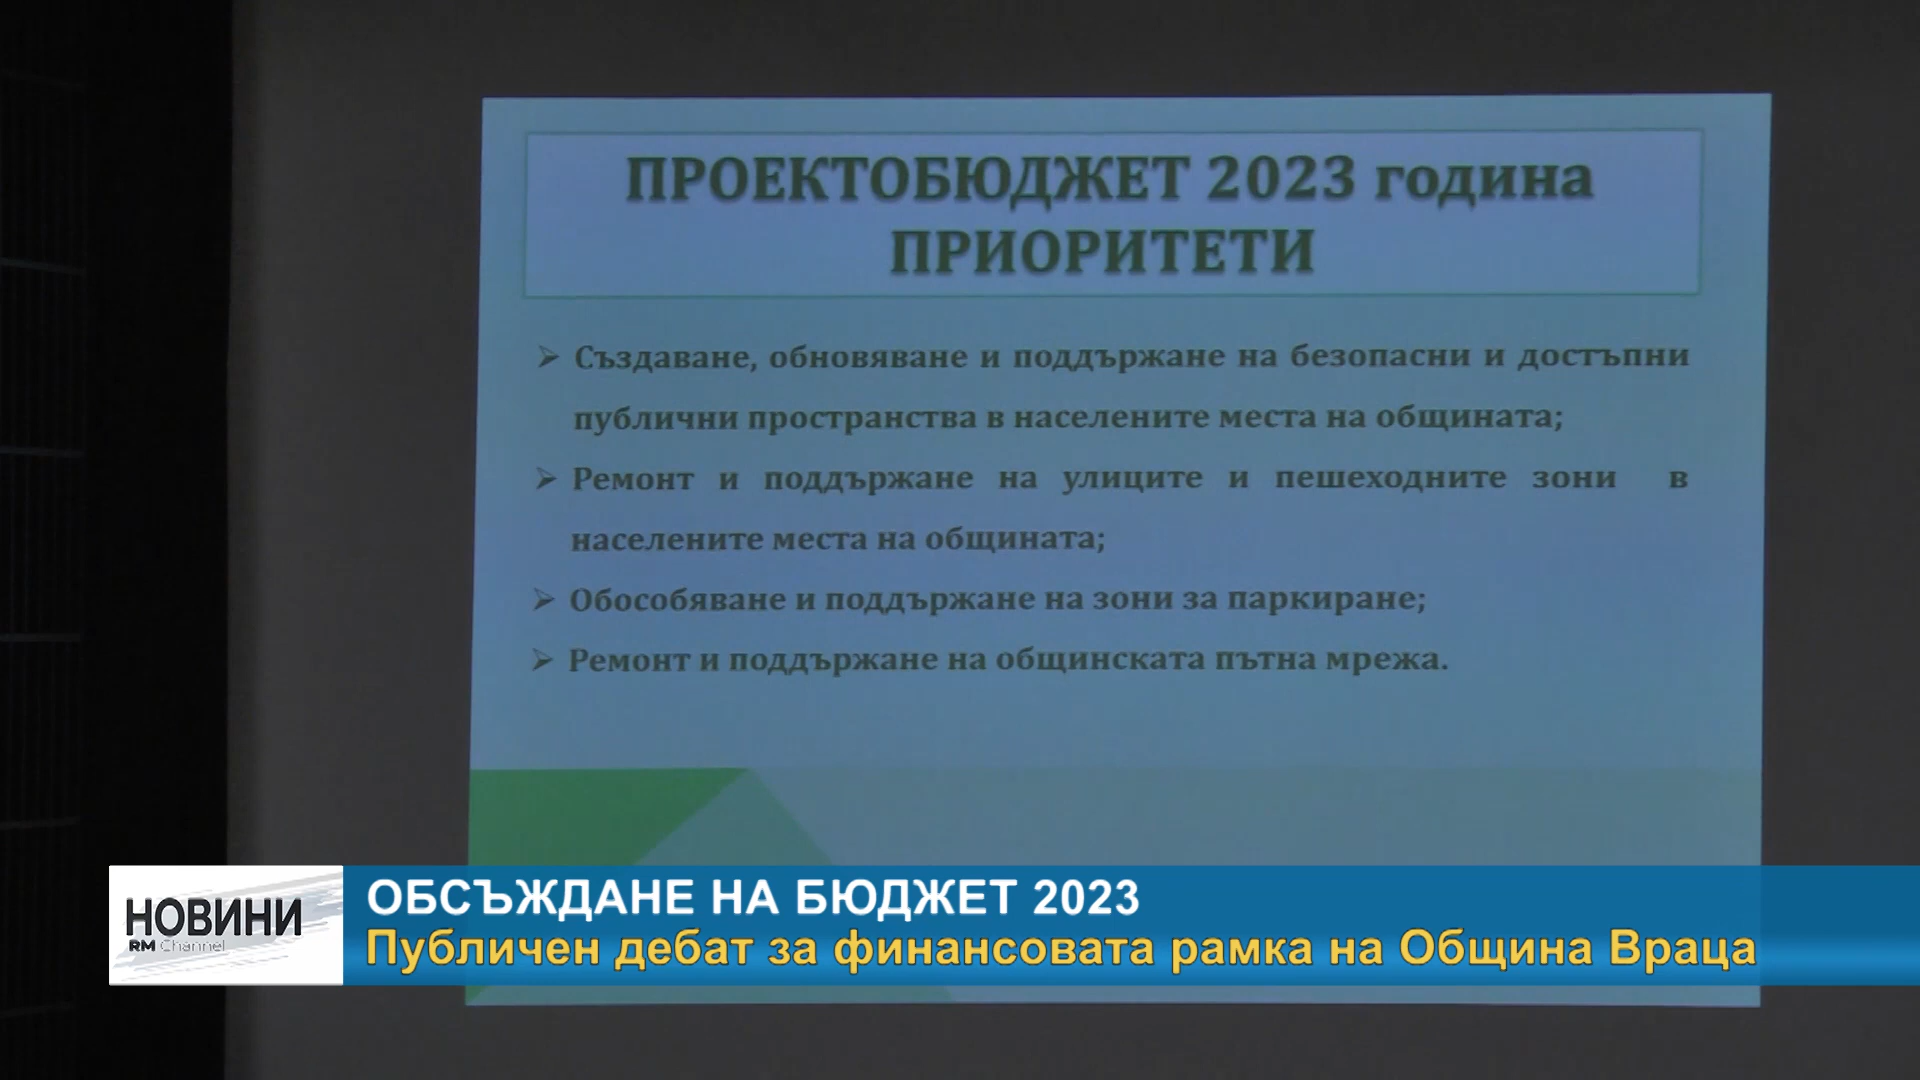 ПРОЕКТОБЮДЖЕТ 2023 година
ПРИОРИТЕТИ
➢ Създаване, обновяване и поддържане на безопасни и достъпни
публични пространства в населените места на общината;
➢ Ремонт и поддържане на улиците и пешеходните зони в
населените места на общината;
➢ Обособяване и поддържане на зони за паркиране;
➢ Ремонт и поддържане на общинската пътна мрежа.
НОВИНИ
RM Channel
ОБСЪЖДАНЕ НА БЮДЖЕТ 2023
Публичен дебат за финансовата рамка на Община Враца